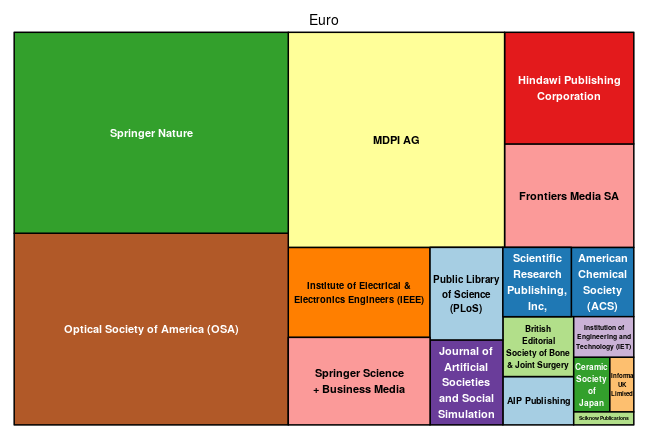 Euro
Springer Nature
MDPI AG
Hindawi Publishing
Corporation
Frontiers Media SA
Optical Society of America (OSA)
Institute of Electrical &
Electronics Engineers (IEEE)
Public Library
of Science
(PLoS)
Scientific
Research
Publishing,
Inc,
American
Chemical
Society
(ACS)
Springer Science
+ Business Media
Journal of
Artificial
Societies
and Social
Simulation
British
Editorial
Society of Bone
& Joint Surgery
Institution of
Engineering and
Technology (IET)
AIP Publishing
Ceramic
Society
of
Japan
Informa
UK
Limited
Sciknow Publications